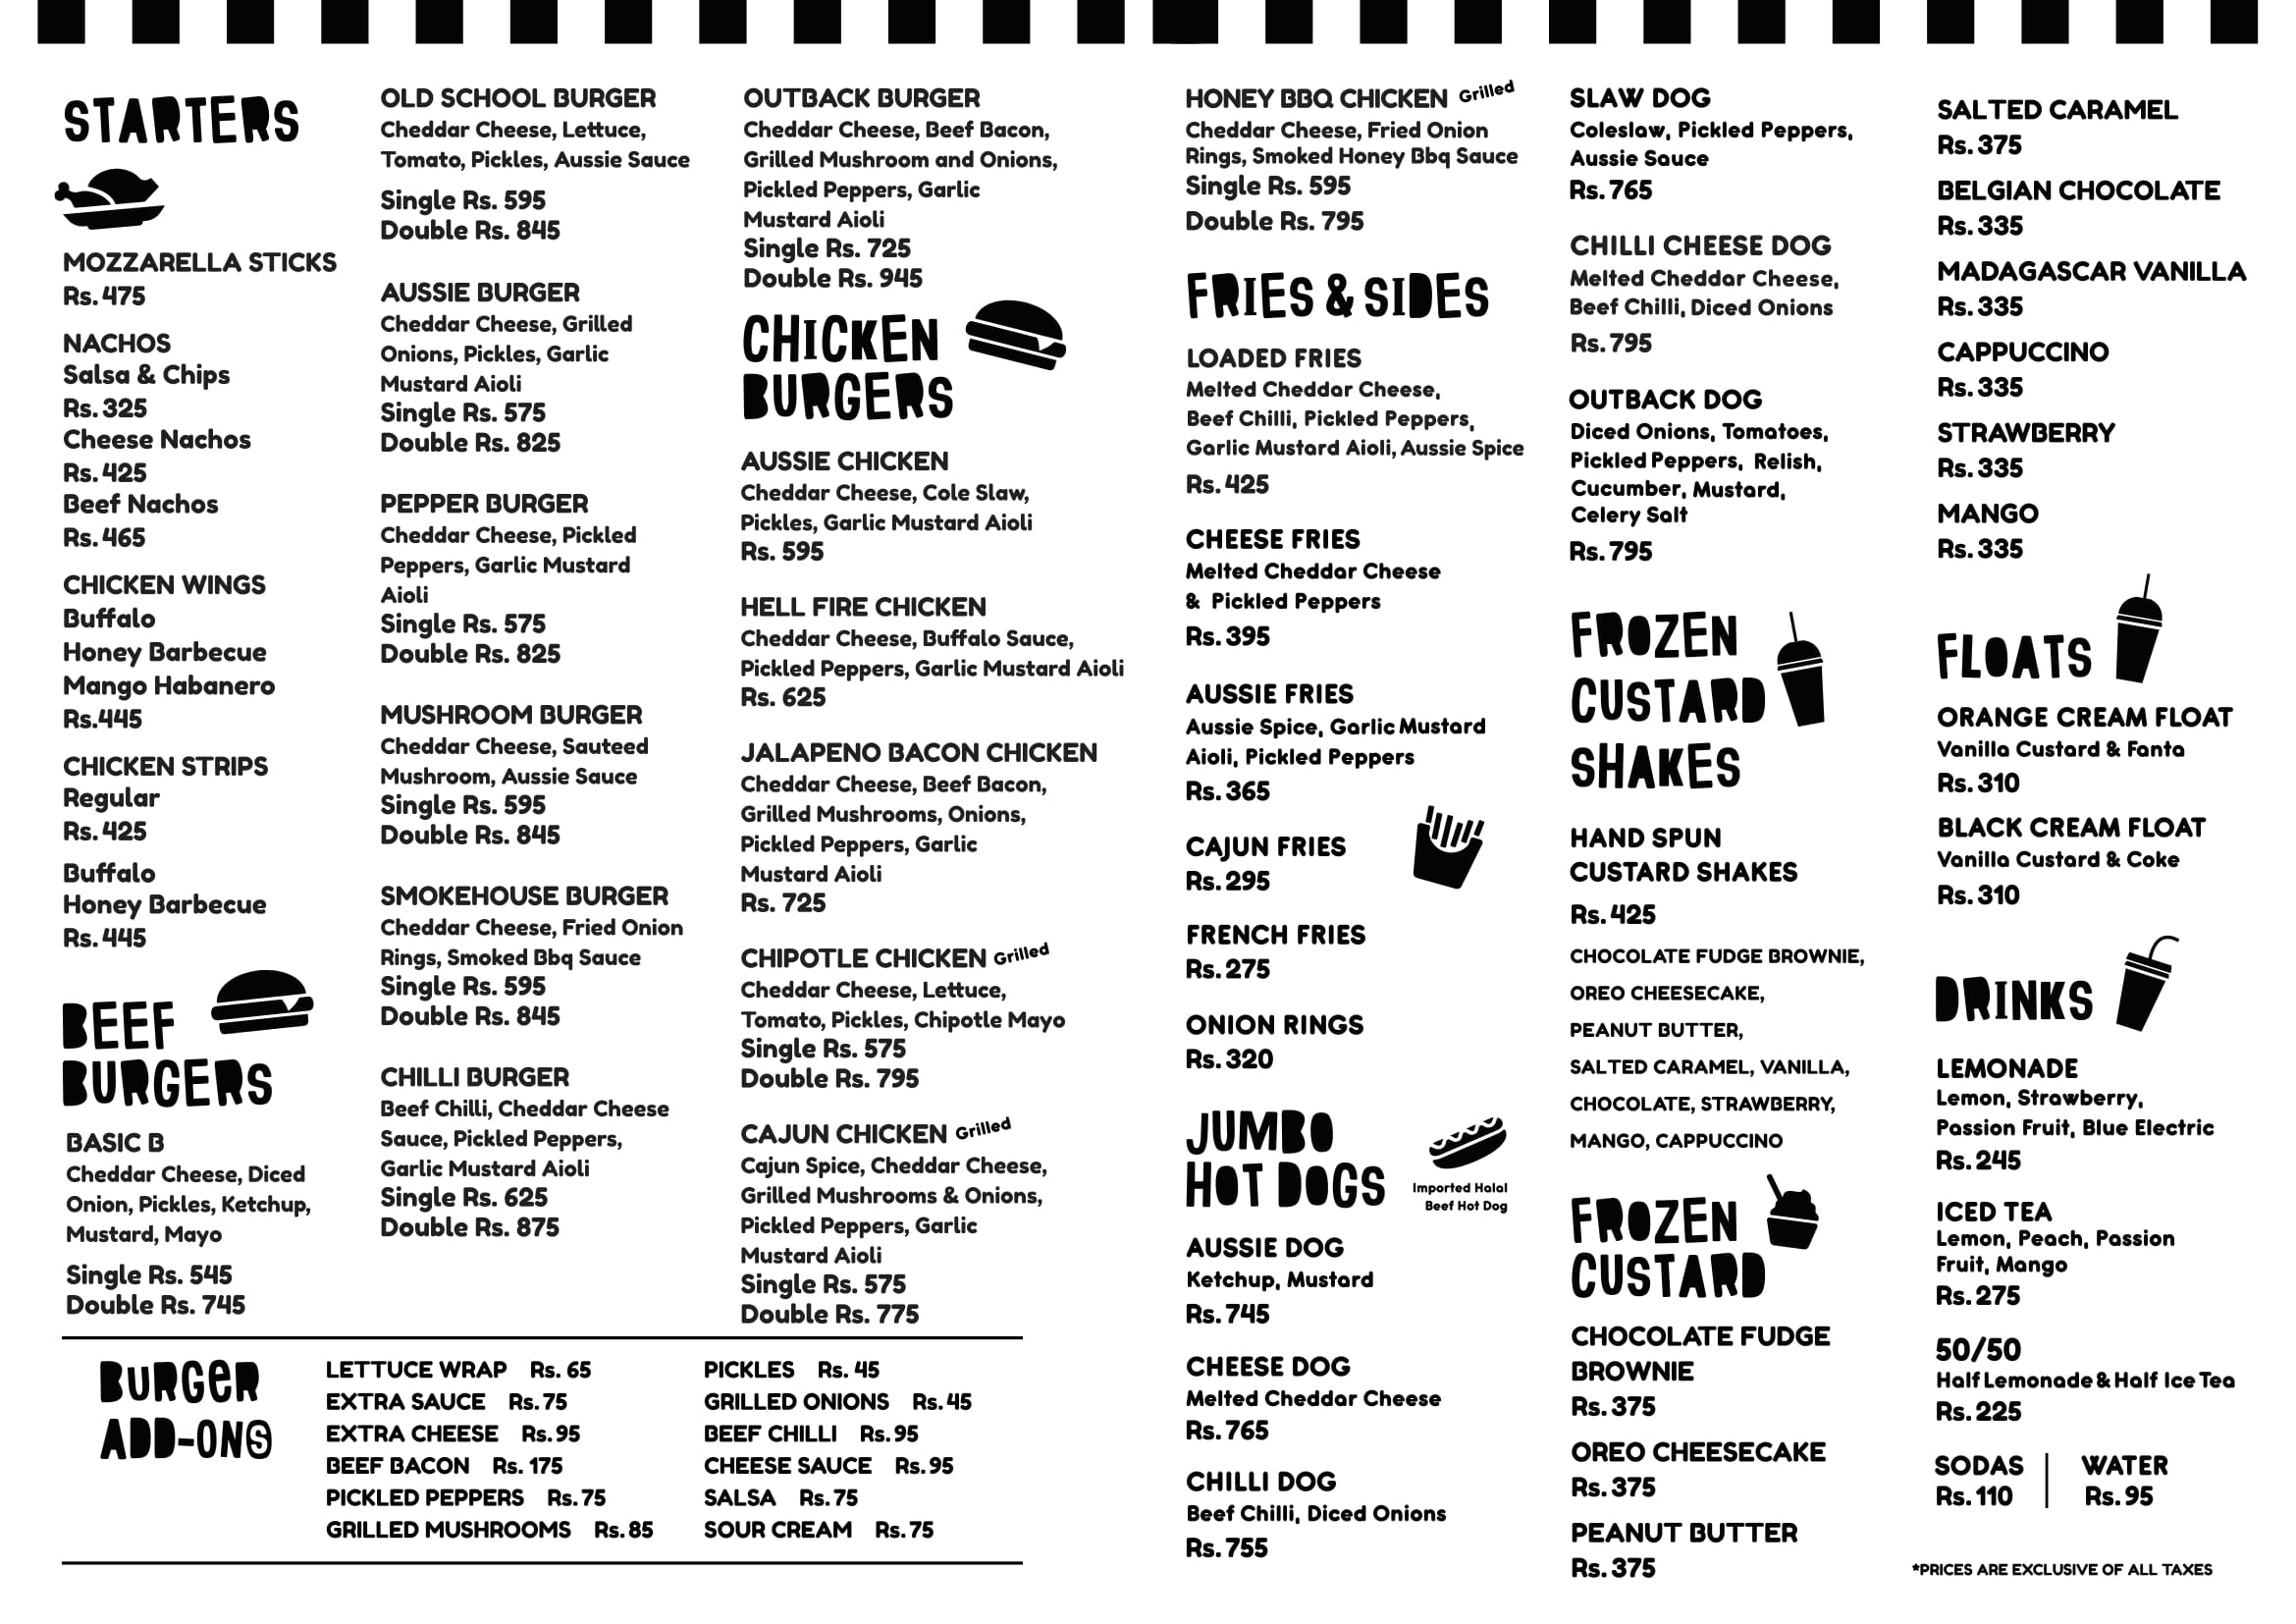 STARTERS
MOZZARELLA STICKS
Rs. 475
NACHOS
Salsa & Chips
Rs. 325
Cheese Nachos
Rs. 425
Beef Nachos
Rs. 465
CHICKEN WINGS
Buffalo
Honey Barbecue
Mango Habanero
Rs.445
CHICKEN STRIPS
Regular
Rs. 425
Buffalo
Honey Barbecue
Rs. 445
BEEF
BURGERS
BASIC B
Cheddar Cheese, Diced
Onion, Pickles, Ketchup,
Mustard, Mayo
Single Rs. 545
Double Rs. 745
OLD SCHOOL BURGER
Cheddar Cheese, Lettuce,
Tomato, Pickles, Aussie Sauce
Single Rs. 595
Double Rs. 845
AUSSIE BURGER
Cheddar Cheese, Grilled
Onions, Pickles, Garlic
Mustard Aioli
Single Rs. 575
Double Rs. 825
PEPPER BURGER
Cheddar Cheese, Pickled
Peppers, Garlic Mustard
Aioli
Single Rs. 575
Double Rs. 825
MUSHROOM BURGER
Cheddar Cheese, Sauteed
Mushroom, Aussie Sauce
Single Rs. 595
Double Rs. 845
SMOKEHOUSE BURGER
Cheddar Cheese, Fried Onion
Rings, Smoked Bbq Sauce
Single Rs. 595
Double Rs. 845
CHILLI BURGER
Beef Chilli, Cheddar Cheese
Sauce, Pickled Peppers,
Garlic Mustard Aioli
Single Rs. 625
Double Rs. 875
OUTBACK BURGER
Cheddar Cheese, Beef Bacon,
Grilled Mushroom and Onions,
Pickled Peppers, Garlic
Mustard Aioli
Single Rs. 725
Double Rs. 945
CHICKEN
BURGERS
AUSSIE CHICKEN
Cheddar Cheese, Cole Slaw,
Pickles, Garlic Mustard Aioli
Rs. 595
HELL FIRE CHICKEN
Cheddar Cheese, Buffalo Sauce,
Pickled Peppers, Garlic Mustard Aioli
Rs. 625
JALAPENO BACON CHICKEN
Cheddar Cheese, Beef Bacon,
Grilled Mushrooms, Onions,
Pickled Peppers, Garlic
Mustard Aioli
Rs. 725
CHIPOTLE CHICKEN Grilled
Cheddar Cheese, Lettuce,
Tomato, Pickles, Chipotle Mayo
Single Rs. 575
Double Rs. 795
CAJUN CHICKEN Grilled
Cajun Spice, Cheddar Cheese,
Grilled Mushrooms & Onions,
Pickled Peppers, Garlic
Mustard Aioli
Single Rs. 575
Double Rs. 775
BURGER
ADD-ONS
LETTUCE WRAP Rs. 65
EXTRA SAUCE Rs. 75
EXTRA CHEESE Rs. 95
BEEF BACON Rs. 175
PICKLED PEPPERS Rs. 75
GRILLED MUSHROOMS Rs. 85
PICKLES Rs. 45
GRILLED ONIONS Rs. 45
BEEF CHILLI Rs. 95
CHEESE SAUCE Rs. 95
SALSA Rs. 75
SOUR CREAM Rs. 75
HONEY BBQ CHICKEN Grilled
Cheddar Cheese, Fried Onion
Rings, Smoked Honey Bbq Sauce
Single Rs. 595
Double Rs. 795
FRIES & SIDES
LOADED FRIES
Melted Cheddar Cheese,
Beef Chilli, Pickled Peppers,
Garlic Mustard Aioli, Aussie Spice
Rs. 425
CHEESE FRIES
Melted Cheddar Cheese
& Pickled Peppers
Rs. 395
AUSSIE FRIES
Aussie Spice, Garlic Mustard
Aioli, Pickled Peppers
Rs. 365
CAJUN FRIES
Rs. 295
FRENCH FRIES
Rs. 275
ONION RINGS
Rs. 320
JUMBO
HOT DOGS
Imported Halal
Beef Hot Dog
AUSSIE DOG
Ketchup, Mustard
Rs. 745
CHEESE DOG
Melted Cheddar Cheese
Rs. 765
CHILLI DOG
Beef Chilli, Diced Onions
Rs. 755
SLAW DOG
Coleslaw, Pickled Peppers,
Aussie Sauce
Rs. 765
CHILLI CHEESE DOG
Melted Cheddar Cheese,
Beef Chilli, Diced Onions
Rs. 795
OUTBACK DOG
Diced Onions, Tomatoes,
Pickled Peppers, Relish,
Cucumber, Mustard,
Celery Salt
Rs. 795
FROZEN
CUSTARD
SHAKES
HAND SPUN
CUSTARD SHAKES
Rs. 425
CHOCOLATE FUDGE BROWNIE,
OREO CHEESECAKE,
PEANUT BUTTER,
SALTED CARAMEL, VANILLA,
CHOCOLATE, STRAWBERRY,
MANGO, CAPPUCCINO
FROZEN
CUSTARD
CHOCOLATE FUDGE
BROWNIE
Rs. 375
OREO CHEESECAKE
Rs. 375
PEANUT BUTTER
Rs. 375
SALTED CARAMEL
Rs. 375
BELGIAN CHOCOLATE
Rs. 335
MADAGASCAR VANILLA
Rs. 335
CAPPUCCINO
Rs. 335
STRAWBERRY
Rs. 335
MANGO
Rs. 335
FLOATS
ORANGE CREAM FLOAT
Vanilla Custard & Fanta
Rs. 310
BLACK CREAM FLOAT
Vanilla Custard & Coke
Rs. 310
DRINKS
LEMONADE
Lemon, Strawberry,
Passion Fruit, Blue Electric
Rs. 245
ICED TEA
Lemon, Peach, Passion
Fruit, Mango
Rs. 275
50/50
Half Lemonade & Half Ice Tea
Rs. 225
SODAS
Rs. 110
WATER
Rs. 95
*PRICES ARE EXCLUSIVE OF ALL TAXES